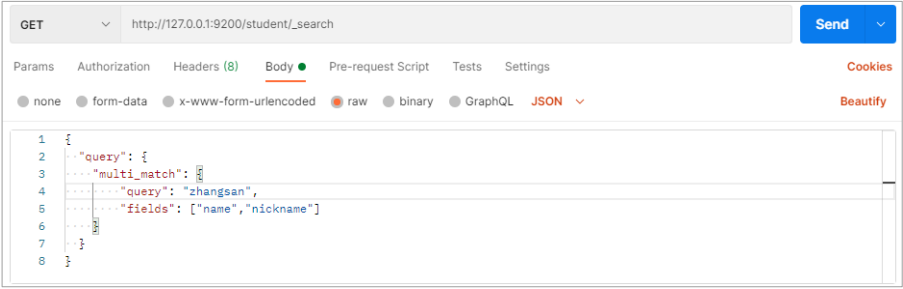 GET http://127.0.0.1:9200/student/_search Send
Params Authorization Headers (8) Body Pre-request Script Tests Settings Cookies
none form-data x-www-form-urlencoded raw binary GraphQL JSON Beautify
1 {
2 "query": {
3 "multi_match": {
4 "query": "zhangsan",
5 "fields": ["name","nickname"]
6 }
7 }
8 }